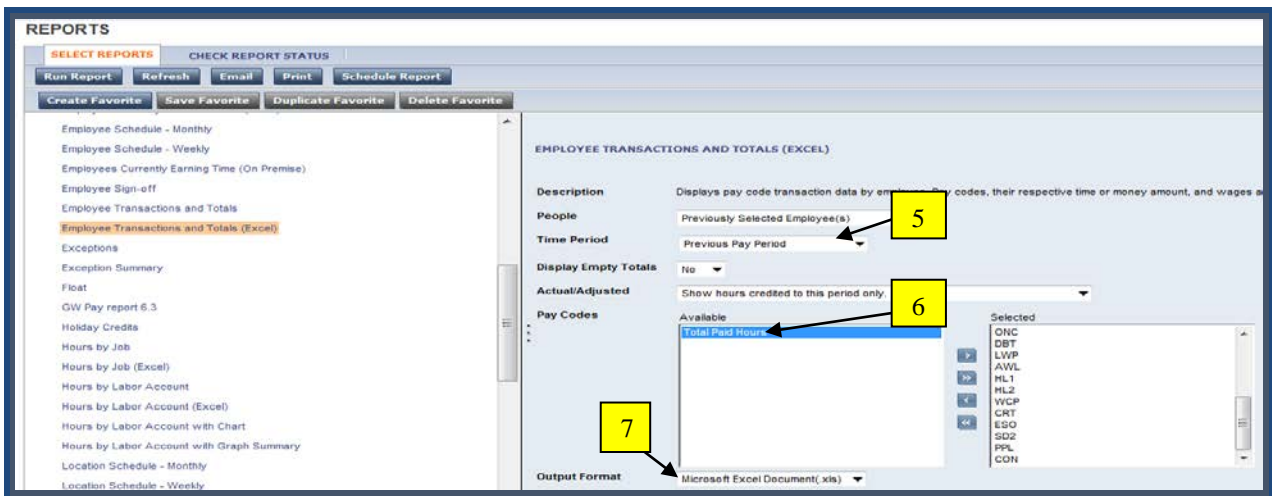 REPORTS
SELECT REPORTS CHECK REPORT STATUS
Run Report Refresh Email Print Schedule Report
Create Favorite Save Favorite Duplicate Favorite Delete Favorite
Employee Schedule - Monthly
Employee Schedule - Weekly
Employees Currently Earning Time (On Premise)
Employee Sign-off
Employee Transactions and Totals
Employee Transactions and Totals (Excel)
Exceptions
Exception Summary
Float
GW Pay report 6.3
Holiday Credits
Hours by Job
Hours by Job (Excel)
Hours by Labor Account
Hours by Labor Account (Excel)
Hours by Labor Account with Chart
Hours by Labor Account with Graph Summary
Location Schedule - Monthly
Location Schedule - Weekly
EMPLOYEE TRANSACTIONS AND TOTALS (EXCEL)
Description Displays pay code transaction data by codes, their respective time or money amount, and wages
People Previously Selected Employee(s)
5
Time Period Previous Pay Period
Display Empty Totals No
Actual/Adjusted Show hours credited to this period only.
6
Pay Codes Available Selected
Total Paid Hours
ONC
DBT
LWP
AWL
HL1
HL2
WCP
CRT
ESO
SD2
PPL
CON
7
Output Format Microsoft Excel Document(.xls)